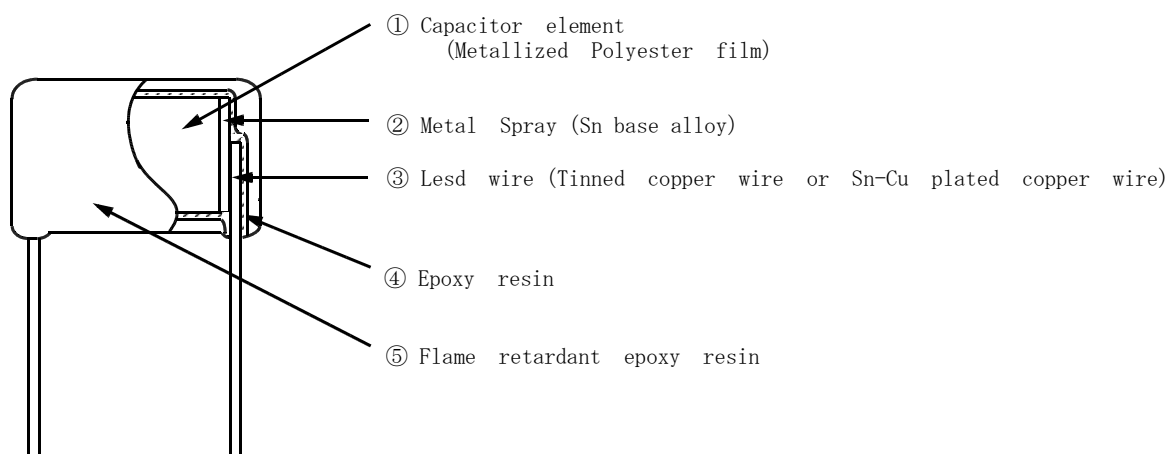 ① Capacitor element
(Metallized Polyester film)
② Metal Spray (Sn base alloy)
③ Lesd wire (Tinned copper wire or Sn-Cu plated copper wire)
④ Epoxy resin
⑤ Flame retardant epoxy resin